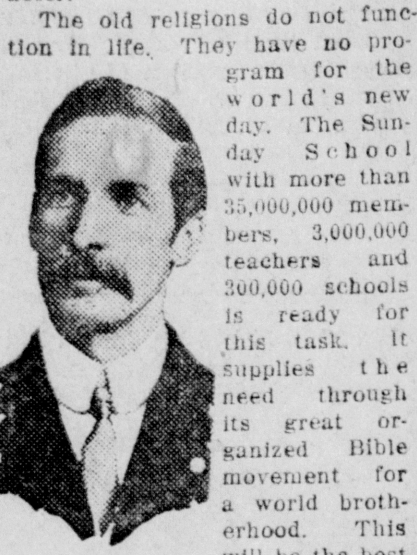 The old religions do not func-
tion in life. They have no pro-
gram for the
world's new
day. The Sun-
day School
with more than
35,000,000 mem-
bers, 3,000,000
teachers and
300,000 schools
is ready for
this task. It
supplies the
need through
its great or-
ganized Bible
movement for
a world broth-
erhood. This